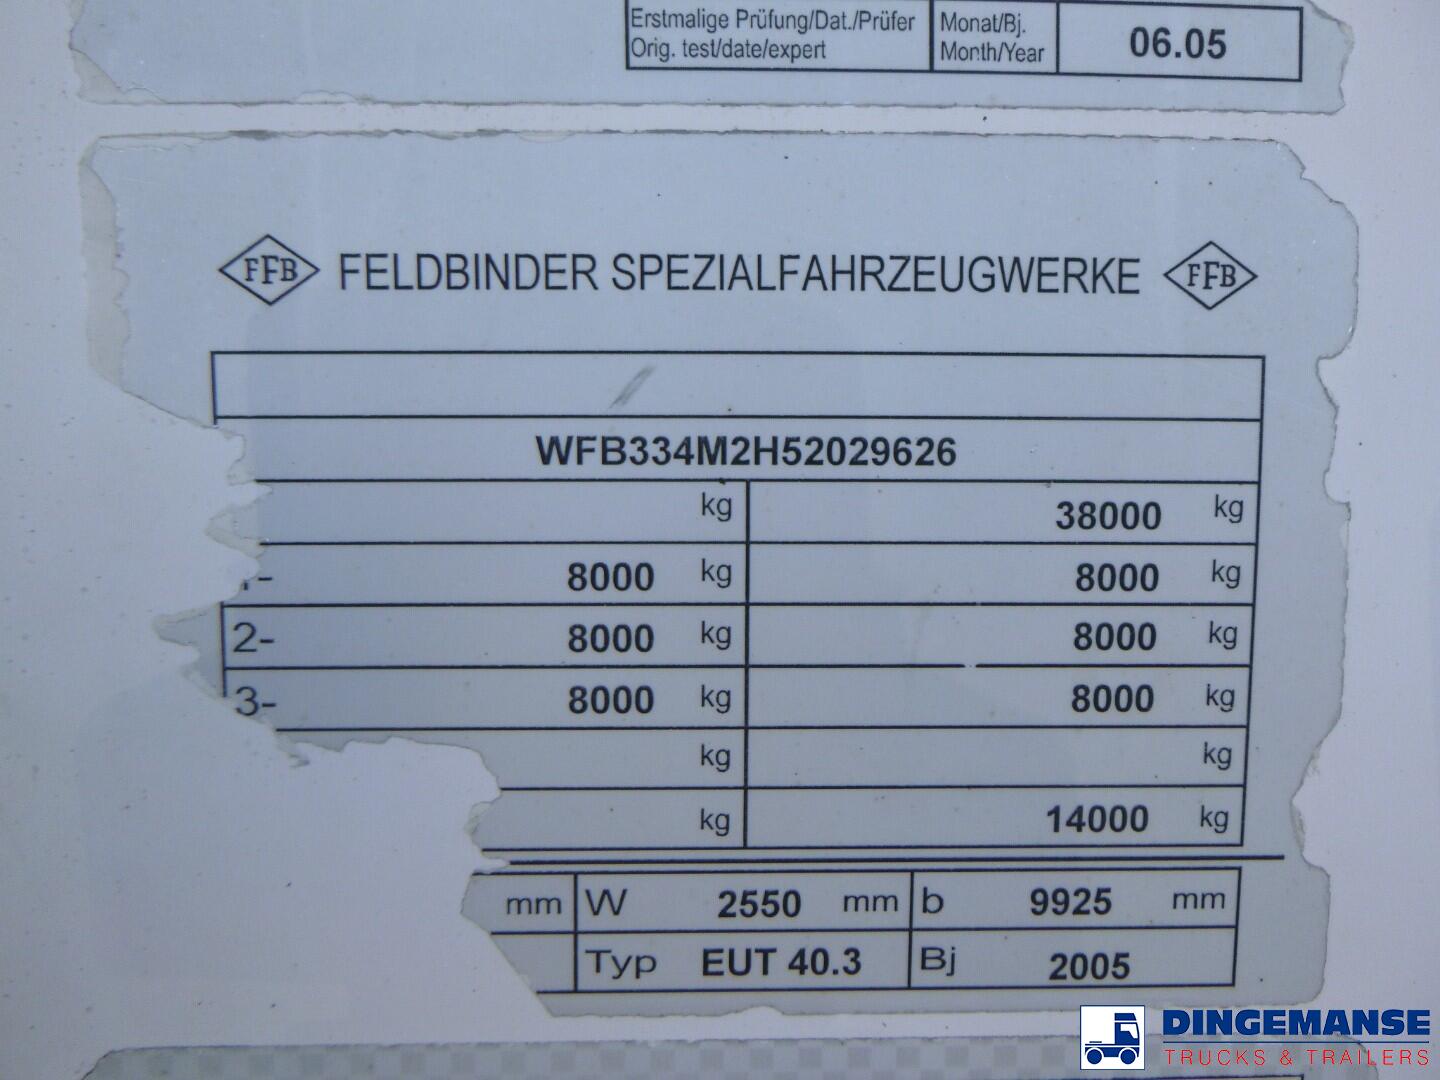 Erstmalige Prüfung/Dat./Prüfer Monat/Bj. 06.05
Orig. test/date/expert Month/Year
FFB FELDBINDER SPEZIALFAHRZEUGWERKE FFB
WFB334M2H52029626
kg 38000 kg
1- 8000 kg 8000 kg
2- 8000 kg 8000 kg
3- 8000 kg 8000 kg
kg kg
kg 14000 kg
mm W 2550 mm b 9925 mm
Typ EUT 40.3 Bj 2005
DINGEMANSE
TRUCKS & TRAILERS